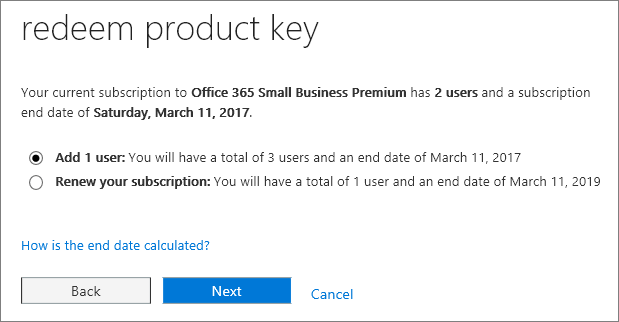 redeem product key
Your current subscription to Office 365 Small Business Premium has 2 users and a subscription
end date of Saturday, March 11, 2017.
Add 1 user: You will have a total of 3 users and an end date of March 11, 2017
Renew your subscription: You will have a total of 1 user and an end date of March 11, 2019
How is the end date calculated?
Back Next Cancel